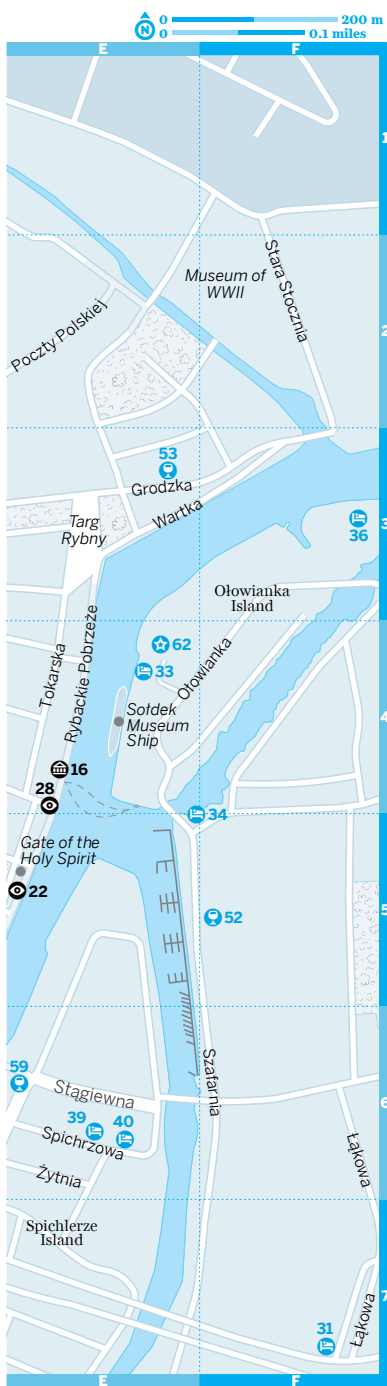 0 200 m
N 0 0.1 miles
E F
1
Museum of
WWII
Stara Stocznia
2
Poczty Polskiej
53
Grodzka
Wartka
Targ
Rybny
3
36
Ołowianka
Island
62
33
Ołowianka
Tokarska
Rybackie Pobrzeże
Sołdek
Museum
Ship
4
16
28
34
Gate of the
Holy Spirit
22
52
5
59
Stągiewna
Szafarnia
6
39
40
Spichrzowa
Łąkowa
Żytnia
Spichlerze
Island
7
31
Łąkowa
E F